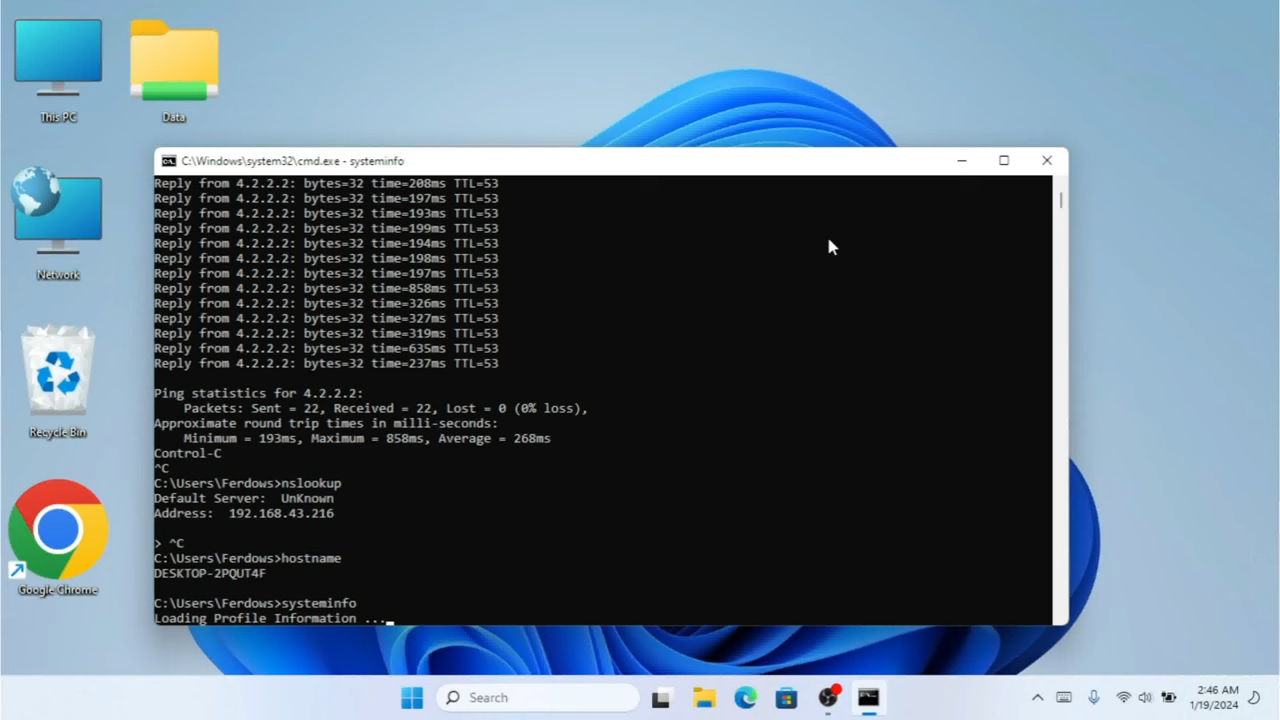 This PC
Data
Network
Recycle Bin
Google Chrome
C:\Windows\system32\cmd.exe - systeminfo
Reply from 4.2.2.2: bytes=32 time=208ms TTL=53
Reply from 4.2.2.2: bytes=32 time=197ms TTL=53
Reply from 4.2.2.2: bytes=32 time=193ms TTL=53
Reply from 4.2.2.2: bytes=32 time=199ms TTL=53
Reply from 4.2.2.2: bytes=32 time=194ms TTL=53
Reply from 4.2.2.2: bytes=32 time=198ms TTL=53
Reply from 4.2.2.2: bytes=32 time=197ms TTL=53
Reply from 4.2.2.2: bytes=32 time=858ms TTL=53
Reply from 4.2.2.2: bytes=32 time=326ms TTL=53
Reply from 4.2.2.2: bytes=32 time=327ms TTL=53
Reply from 4.2.2.2: bytes=32 time=319ms TTL=53
Reply from 4.2.2.2: bytes=32 time=635ms TTL=53
Reply from 4.2.2.2: bytes=32 time=237ms TTL=53
Ping statistics for 4.2.2.2:
    Packets: Sent = 22, Received = 22, Lost = 0 (0% loss),
Approximate round trip times in milli-seconds:
    Minimum = 193ms, Maximum = 858ms, Average = 268ms
Control-C
^C
C:\Users\Ferdows>nslookup
Default Server:  UnKnown
Address:  192.168.43.216
> ^C
C:\Users\Ferdows>hostname
DESKTOP-2PQUT4F
C:\Users\Ferdows>systeminfo
Loading Profile Information ...
Search
2:46 AM
1/19/2024